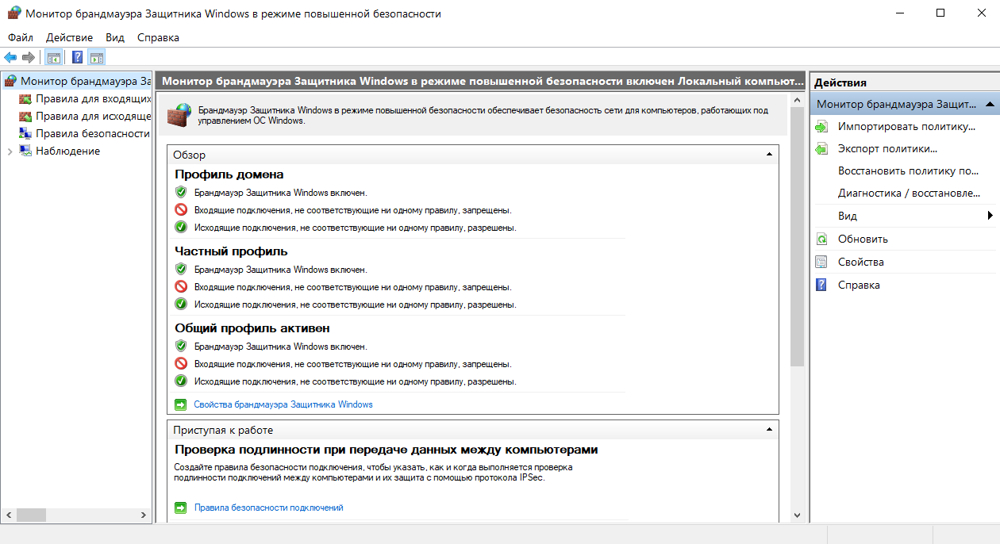 Монитор брандмауэра Защитника Windows в режиме повышенной безопасности
Файл Действие Вид Справка
Монитор брандмауэра За
Правила для входящих
Правила для исходяще
Правила безопасности
Наблюдение
Монитор брандмауэра Защитника Windows в режиме повышенной безопасности включен Локальный компьют...
Брандмауэр Защитника Windows в режиме повышенной безопасности обеспечивает безопасность сети для компьютеров, работающих под
управлением ОС Windows.
Обзор
Профиль домена
Брандмауэр Защитника Windows включен.
Входящие подключения, не соответствующие ни одному правилу, запрещены.
Исходящие подключения, не соответствующие ни одному правилу, разрешены.
Частный профиль
Брандмауэр Защитника Windows включен.
Входящие подключения, не соответствующие ни одному правилу, запрещены.
Исходящие подключения, не соответствующие ни одному правилу, разрешены.
Общий профиль активен
Брандмауэр Защитника Windows включен.
Входящие подключения, не соответствующие ни одному правилу, запрещены.
Исходящие подключения, не соответствующие ни одному правилу, разрешены.
Свойства брандмауэра Защитника Windows
Приступая к работе
Проверка подлинности при передаче данных между компьютерами
Создайте правила безопасности подключения, чтобы указать, как и когда выполняется проверка
подлинности подключений между компьютерами и их защита с помощью протокола IPSec.
Правила безопасности подключений
Действия
Монитор брандмауэра Защит...
Импортировать политику...
Экспорт политики...
Восстановить политику по...
Диагностика / восстановле...
Вид
Обновить
Свойства
Справка